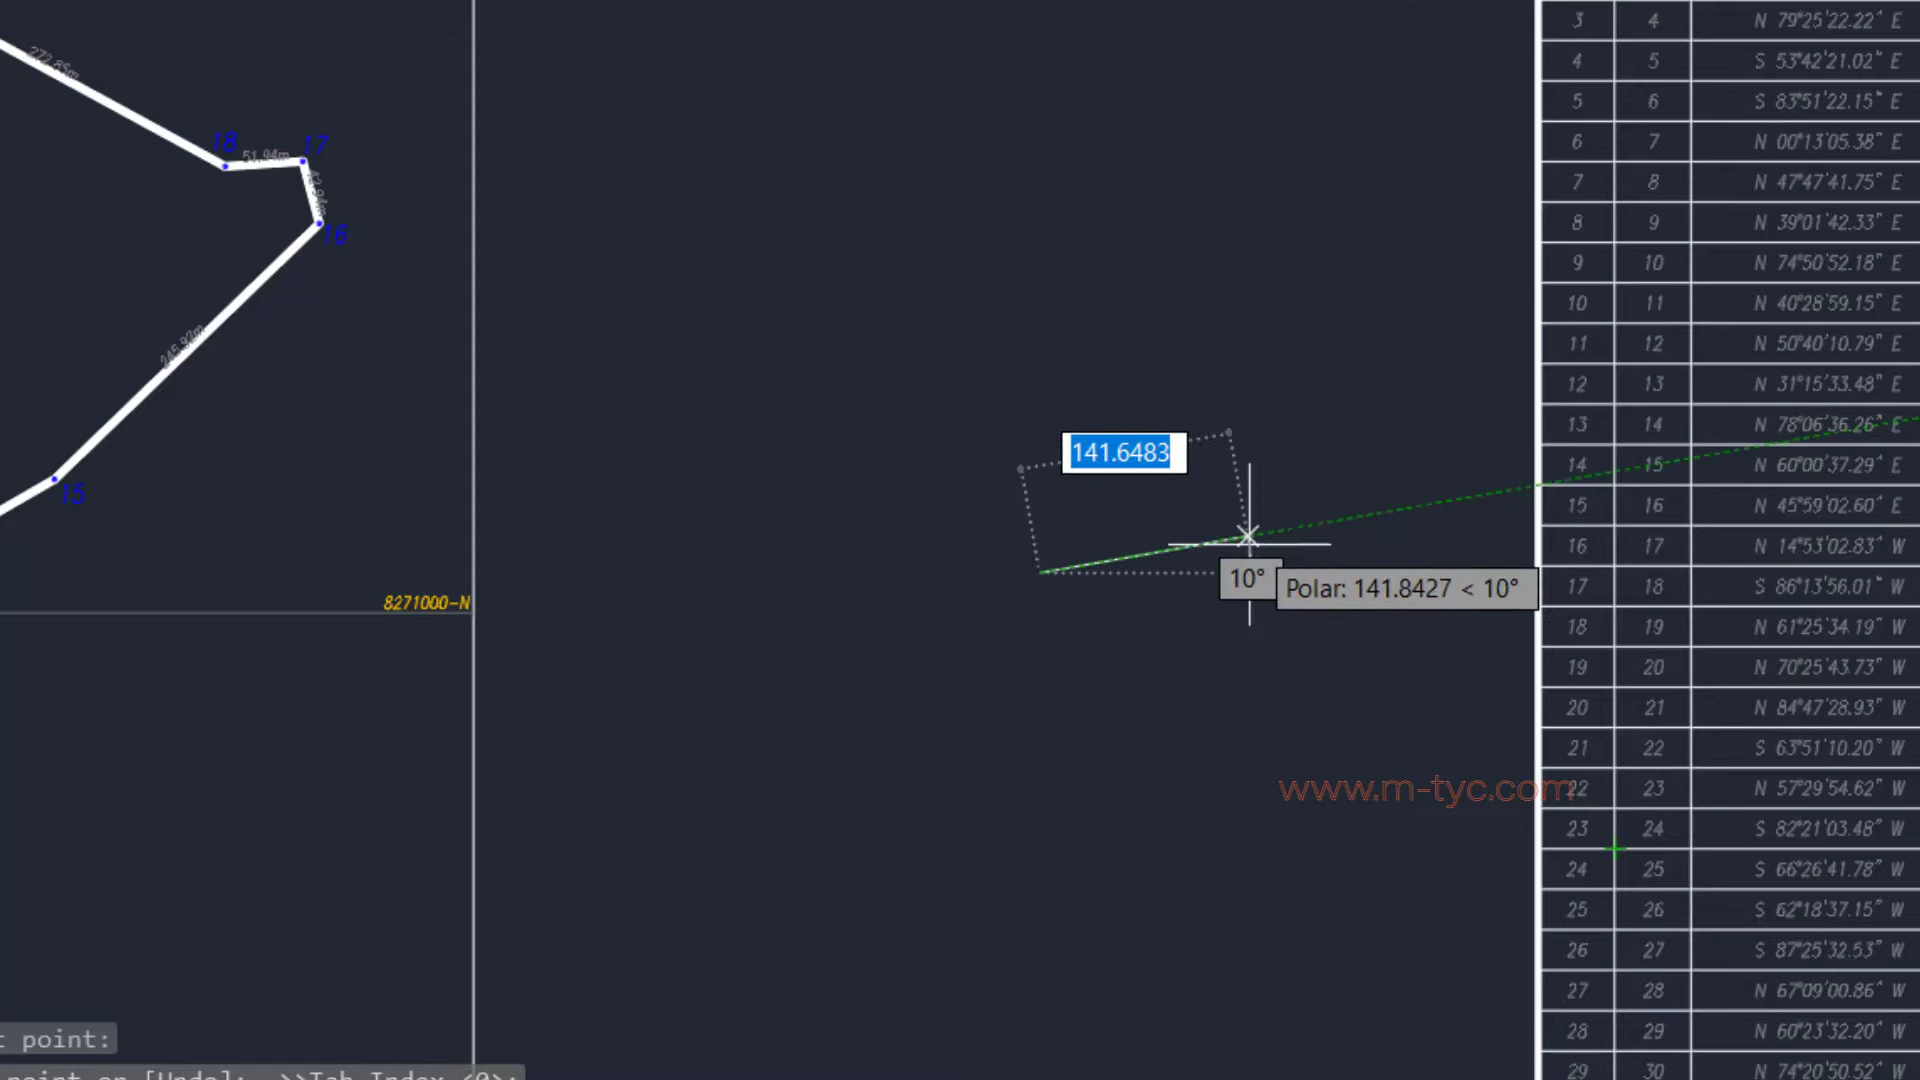 272.85m
18
51.94m
17
16
15
8271000-N
141.6483
10°
Polar: 141.8427 < 10°
www.m-tyc.com
3 4 N 79°25'22.22" E
4 5 S 53°42'21.02" E
5 6 S 83°51'22.15" E
6 7 N 00°13'05.38" E
7 8 N 47°47'41.75" E
8 9 N 39°01'42.33" E
9 10 N 74°50'52.18" E
10 11 N 40°28'59.15" E
11 12 N 50°40'10.79" E
12 13 N 31°15'33.48" E
13 14 N 78°06'36.26" E
14 15 N 60°00'37.29" E
15 16 N 45°59'02.60" E
16 17 N 14°53'02.83" W
17 18 S 86°13'56.01" W
18 19 N 61°25'34.19" W
19 20 N 70°25'43.73" W
20 21 N 84°47'28.93" W
21 22 S 63°51'10.20" W
22 23 N 57°29'54.62" W
23 24 S 82°21'03.48" W
24 25 S 66°26'41.78" W
25 26 S 62°18'37.15" W
26 27 S 87°25'32.53" W
27 28 N 67°09'00.86" W
28 29 N 60°23'32.20" W
29 30 N 74°20'50.52" W
t point:
point or [Undo]: >>Tab Index <0>: